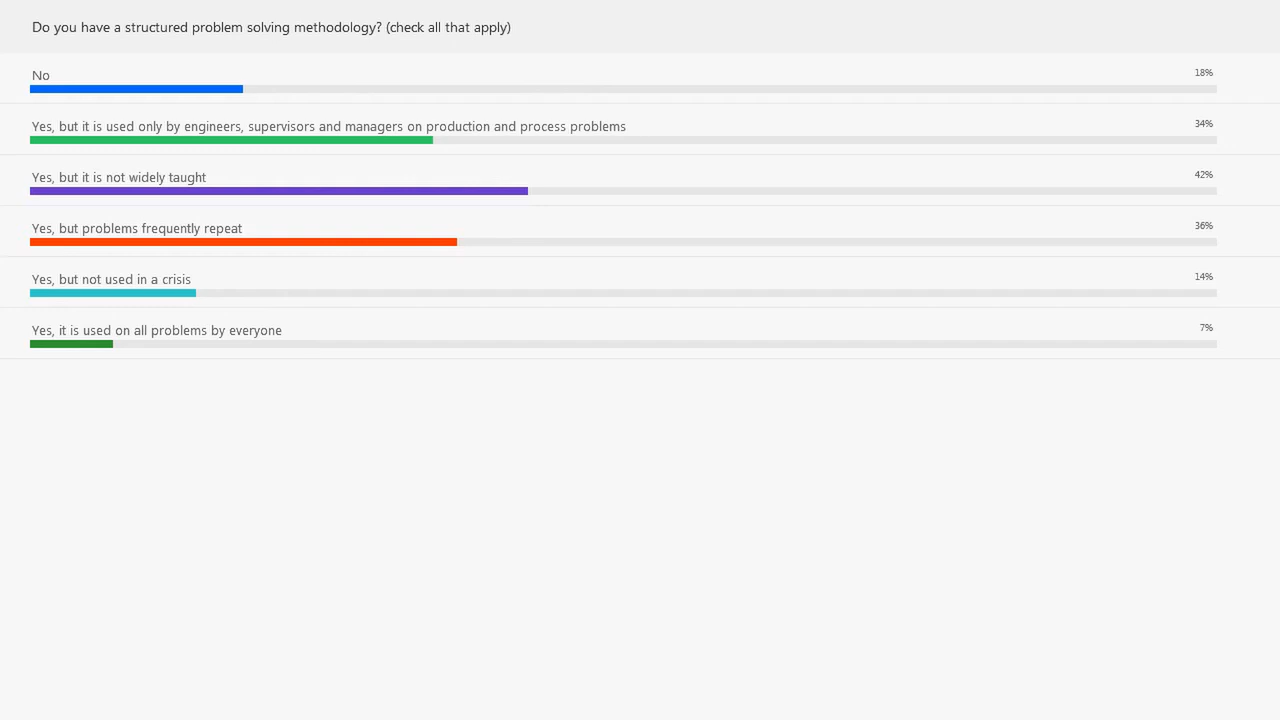 Do you have a structured problem solving methodology? (check all that apply)
No
18%
Yes, but it is used only by engineers, supervisors and managers on production and process problems
34%
Yes, but it is not widely taught
42%
Yes, but problems frequently repeat
36%
Yes, but not used in a crisis
14%
Yes, it is used on all problems by everyone
7%